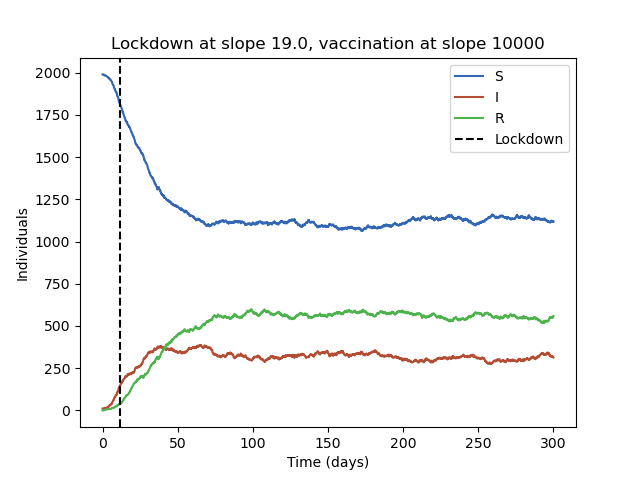 Lockdown at slope 19.0, vaccination at slope 10000
2000
1750
1500
1250
1000
750
500
250
0
Individuals
S
I
R
Lockdown
0 50 100 150 200 250 300
Time (days)